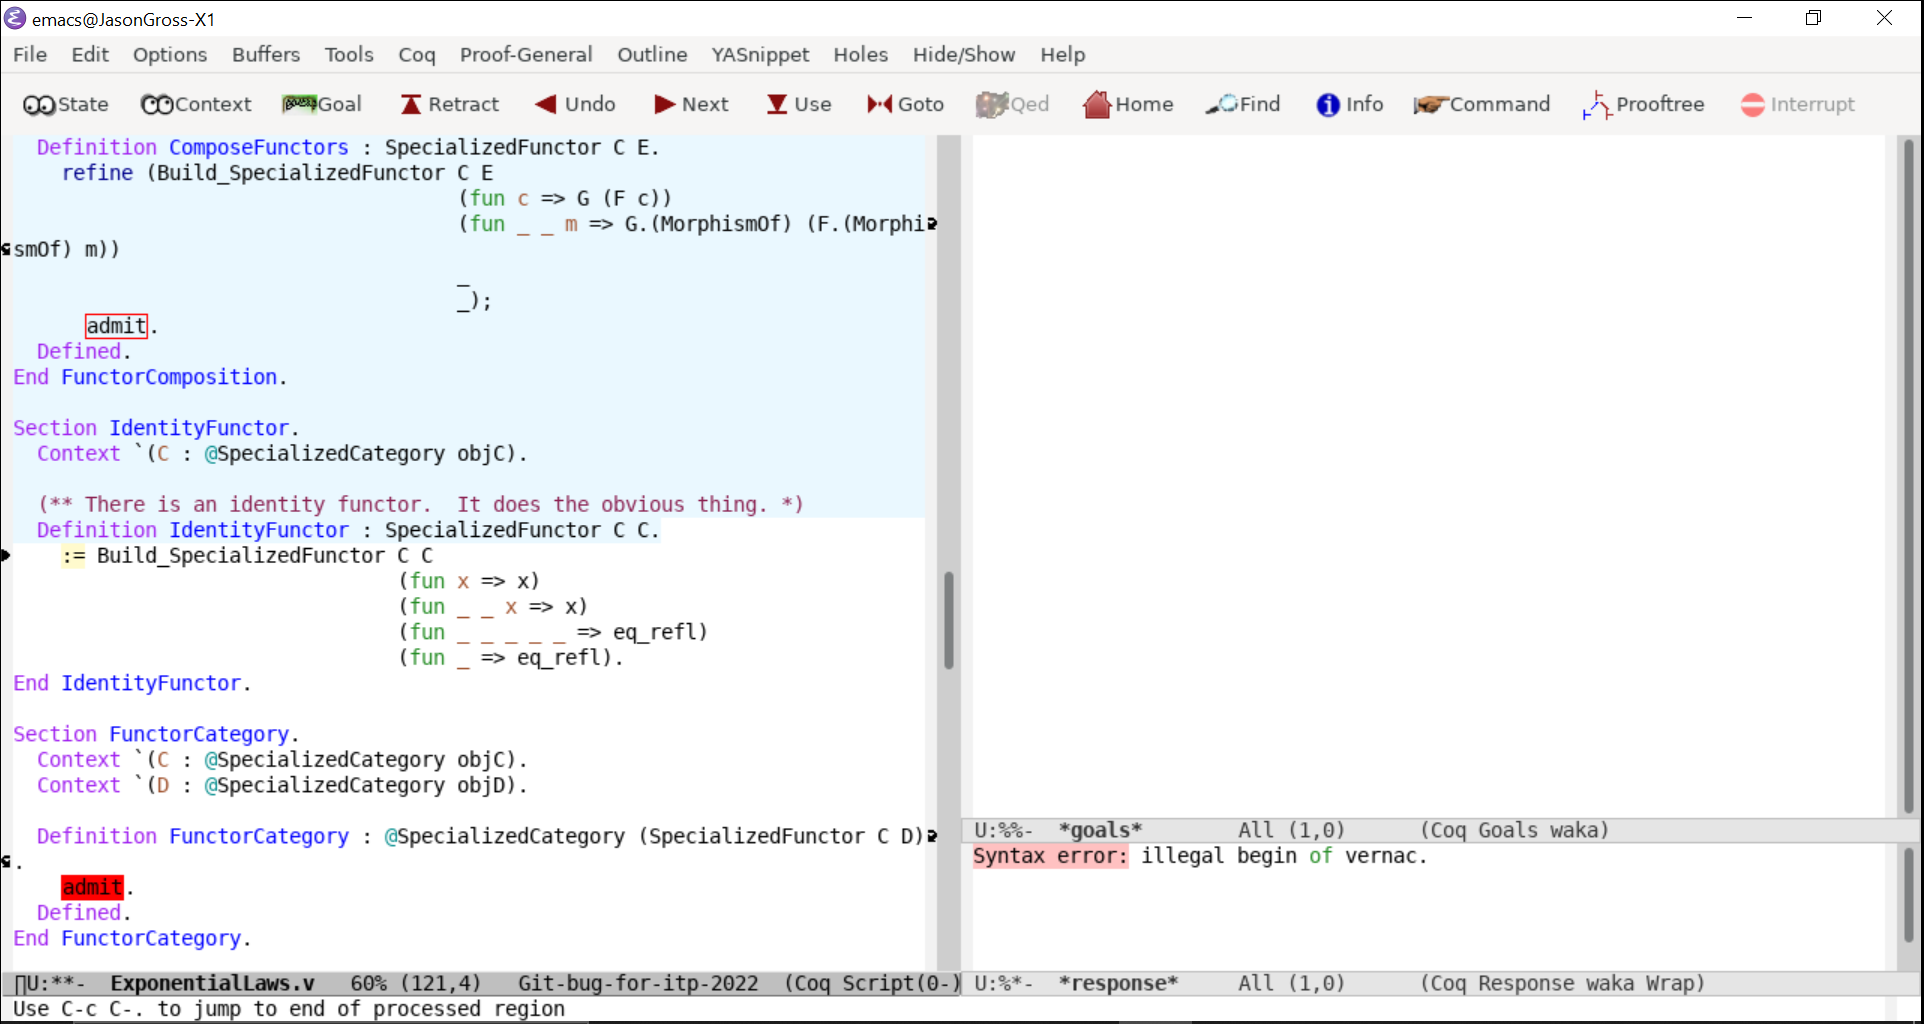 emacs@JasonGross-X1
File Edit Options Buffers Tools Coq Proof-General Outline YASnippet Holes Hide/Show Help
State Context Goal Retract Undo Next Use Goto Qed Home Find Info Command Prooftree Interrupt
  Definition ComposeFunctors : SpecializedFunctor C E.
    refine (Build_SpecializedFunctor C E
                                     (fun c => G (F c))
                                     (fun _ _ m => G.(MorphismOf) (F.(Morphi
smOf) m))
                                     _
                                     _);
      admit.
  Defined.
End FunctorComposition.
Section IdentityFunctor.
  Context `(C : @SpecializedCategory objC).
  (** There is an identity functor.  It does the obvious thing. *)
  Definition IdentityFunctor : SpecializedFunctor C C.
    := Build_SpecializedFunctor C C
                                (fun x => x)
                                (fun _ _ x => x)
                                (fun _ _ _ _ _ => eq_refl)
                                (fun _ => eq_refl).
End IdentityFunctor.
Section FunctorCategory.
  Context `(C : @SpecializedCategory objC).
  Context `(D : @SpecializedCategory objD).
  Definition FunctorCategory : @SpecializedCategory (SpecializedFunctor C D)
.
    admit.
  Defined.
End FunctorCategory.
U:**-  ExponentialLaws.v   60% (121,4)   Git-bug-for-itp-2022  (Coq Script(0-)
U:%%-  *goals*        All (1,0)      (Coq Goals waka)
Syntax error: illegal begin of vernac.
U:%*-  *response*     All (1,0)      (Coq Response waka Wrap)
Use C-c C-. to jump to end of processed region